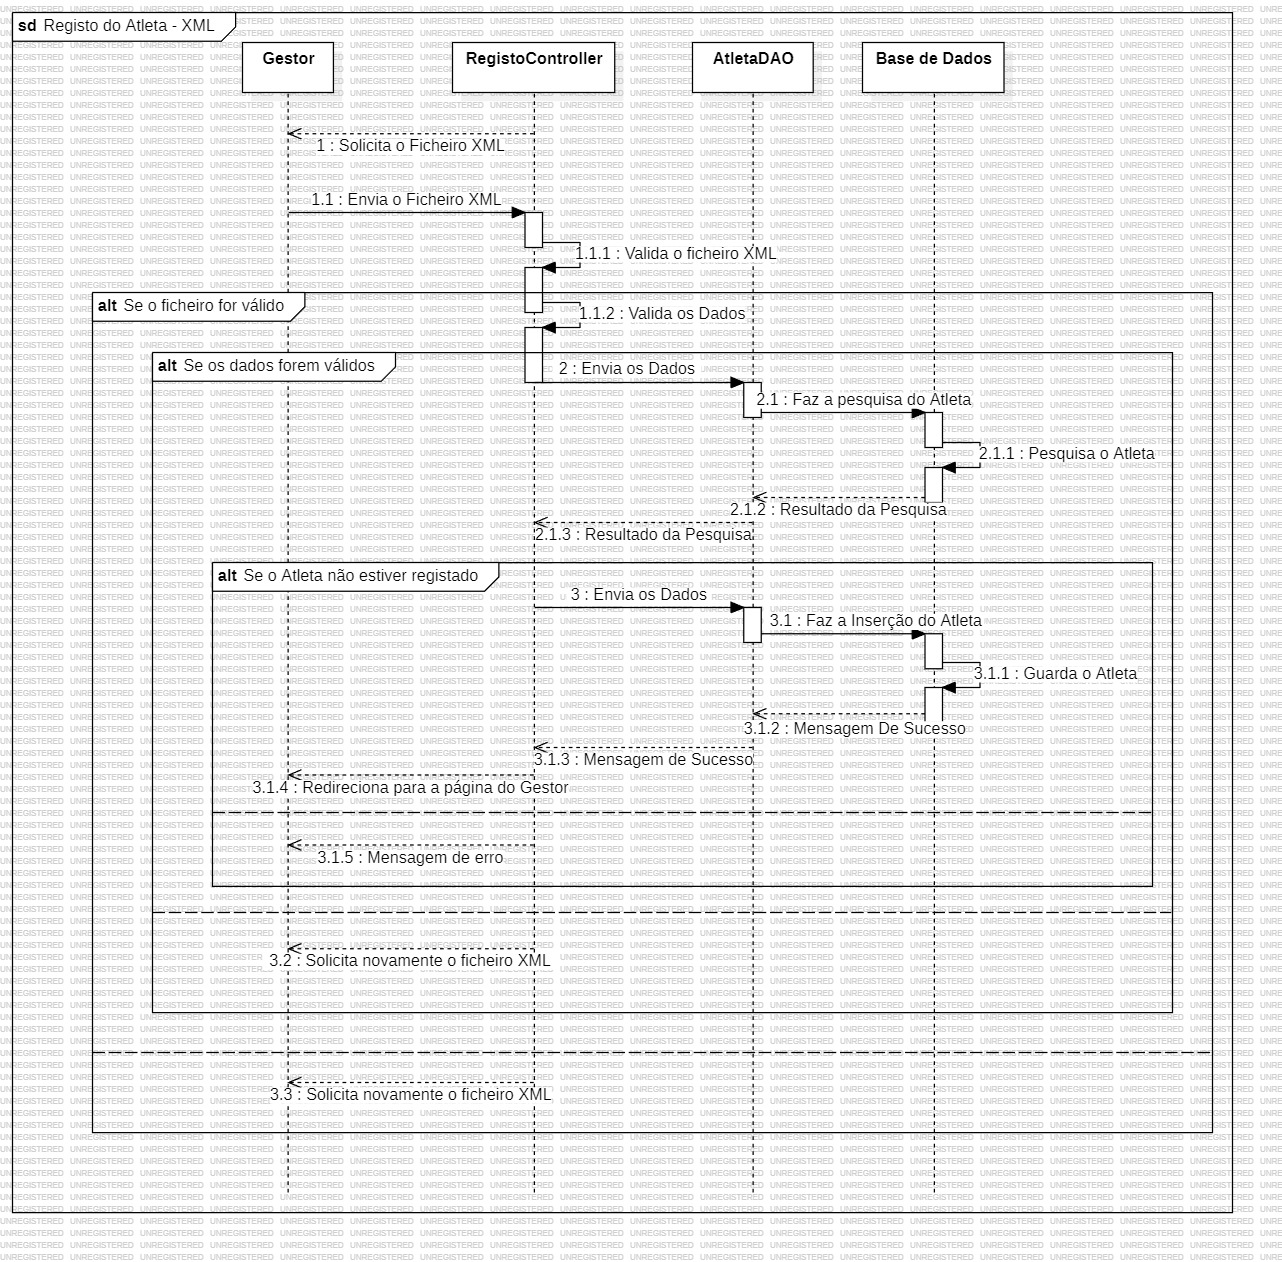 sd Registo do Atleta - XML
Gestor
RegistoController
AtletaDAO
Base de Dados
1 : Solicita o Ficheiro XML
1.1 : Envia o Ficheiro XML
1.1.1 : Valida o ficheiro XML
alt Se o ficheiro for válido
1.1.2 : Valida os Dados
alt Se os dados forem válidos
2 : Envia os Dados
2.1 : Faz a pesquisa do Atleta
2.1.1 : Pesquisa o Atleta
2.1.2 : Resultado da Pesquisa
2.1.3 : Resultado da Pesquisa
alt Se o Atleta não estiver registado
3 : Envia os Dados
3.1 : Faz a Inserção do Atleta
3.1.1 : Guarda o Atleta
3.1.2 : Mensagem De Sucesso
3.1.3 : Mensagem de Sucesso
3.1.4 : Redireciona para a página do Gestor
3.1.5 : Mensagem de erro
3.2 : Solicita novamente o ficheiro XML
3.3 : Solicita novamente o ficheiro XML
UNREGISTERED